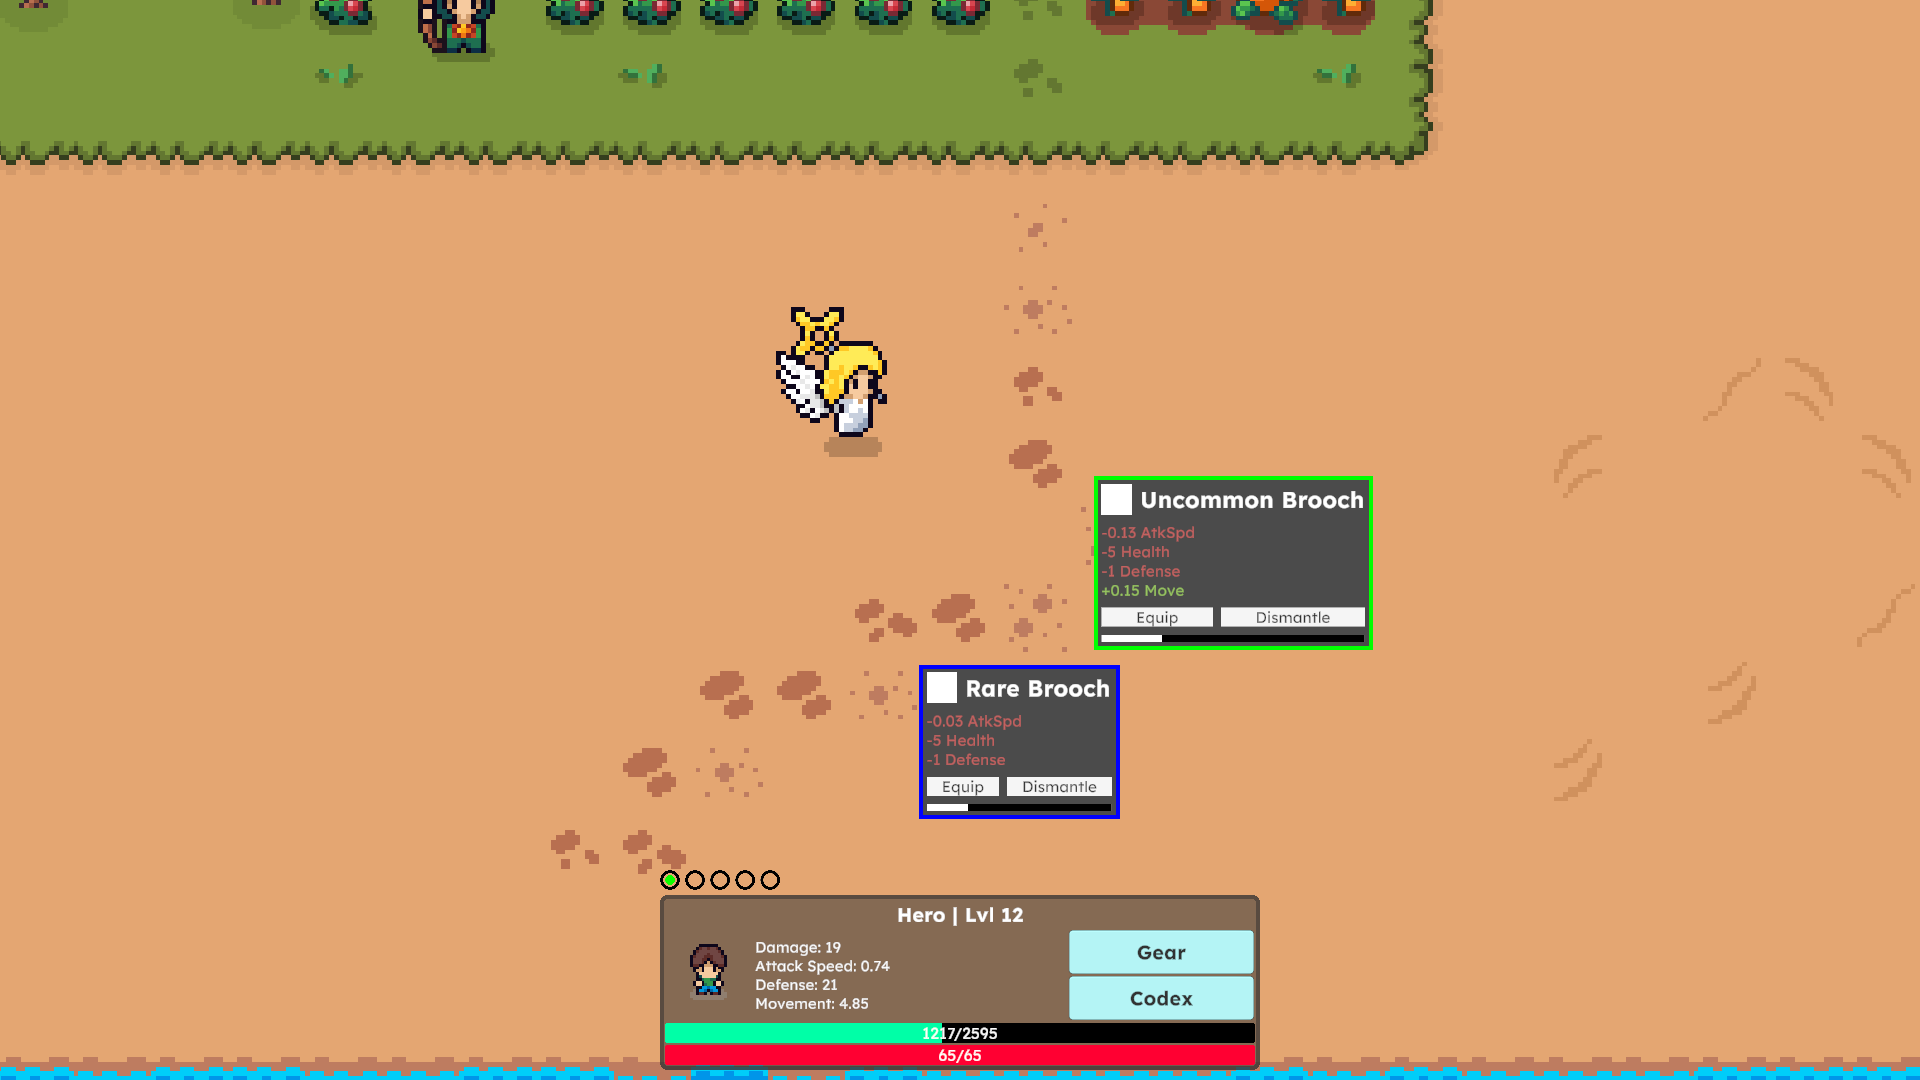 Uncommon Brooch
-0.13 AtkSpd
-5 Health
-1 Defense
+0.15 Move
Equip
Dismantle
Rare Brooch
-0.03 AtkSpd
-5 Health
-1 Defense
Equip
Dismantle
Hero | Lvl 12
Damage: 19
Attack Speed: 0.74
Defense: 21
Movement: 4.85
Gear
Codex
1217/2595
65/65